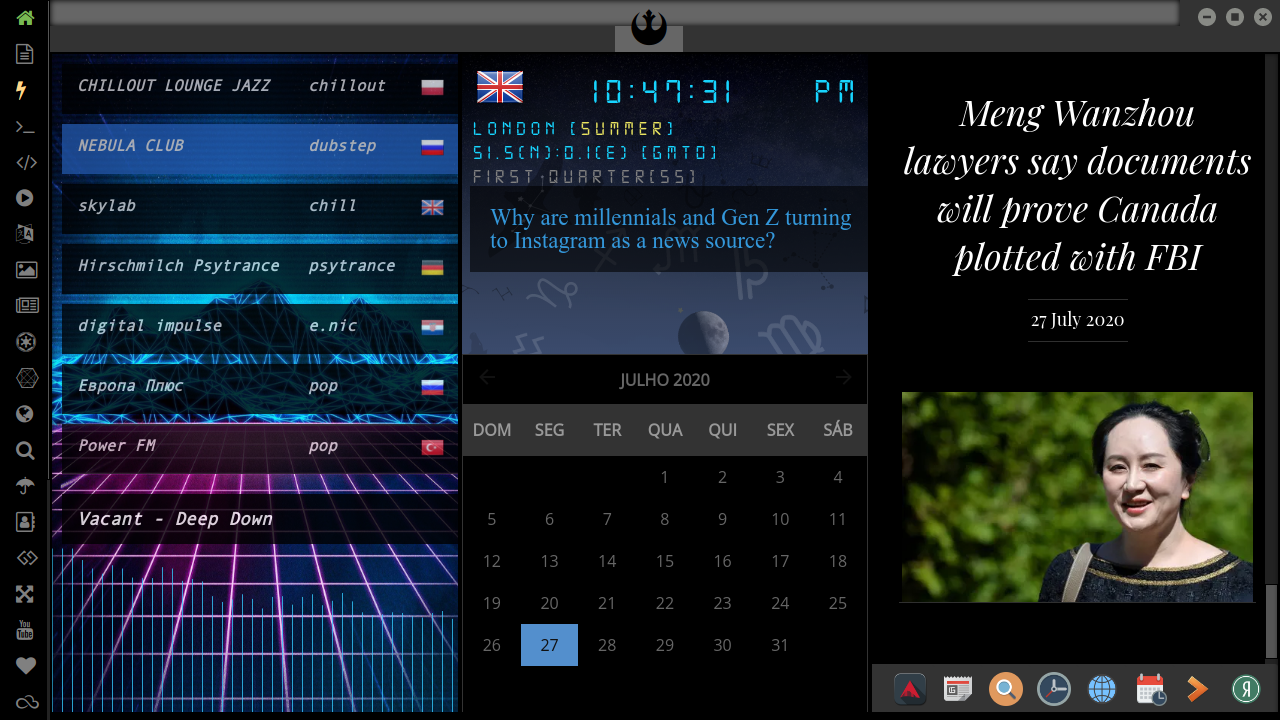 CHILLOUT LOUNGE JAZZ chillout
NEBULA CLUB dubstep
skylab chill
Hirschmilch Psytrance psytrance
digital impulse e.nic
Европа Плюс pop
Power FM pop
Vacant - Deep Down
10:47:31 PM
LONDON (SUMMER)
51.5(N):0.1(E) (GMT0)
FIRST-QUARTER(55)
Why are millennials and Gen Z turning
to Instagram as a news source?
JULHO 2020
DOM SEG TER QUA QUI SEX SÁB
1 2 3 4
5 6 7 8 9 10 11
12 13 14 15 16 17 18
19 20 21 22 23 24 25
26 27 28 29 30 31
Meng Wanzhou
lawyers say documents
will prove Canada
plotted with FBI
27 July 2020
You
Tube
Я